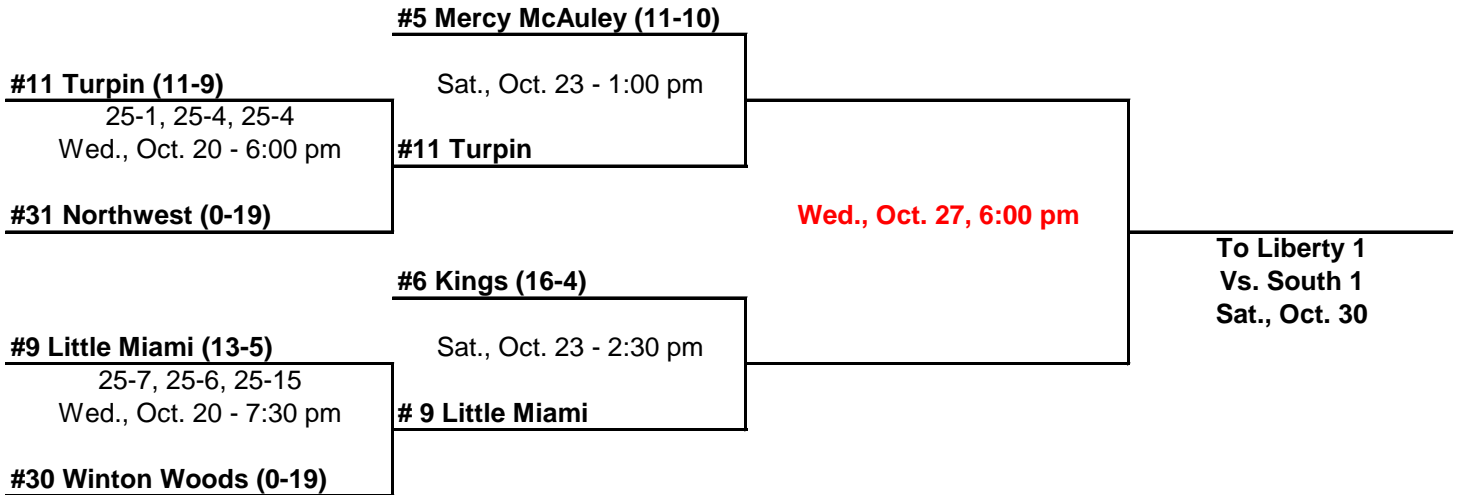 #5 Mercy McAuley (11-10)
#11 Turpin (11-9)
Sat., Oct. 23 - 1:00 pm
25-1, 25-4, 25-4
Wed., Oct. 20 - 6:00 pm
#11 Turpin
#31 Northwest (0-19)
Wed., Oct. 27, 6:00 pm
To Liberty 1
Vs. South 1
Sat., Oct. 30
#6 Kings (16-4)
#9 Little Miami (13-5)
Sat., Oct. 23 - 2:30 pm
25-7, 25-6, 25-15
Wed., Oct. 20 - 7:30 pm
# 9 Little Miami
#30 Winton Woods (0-19)